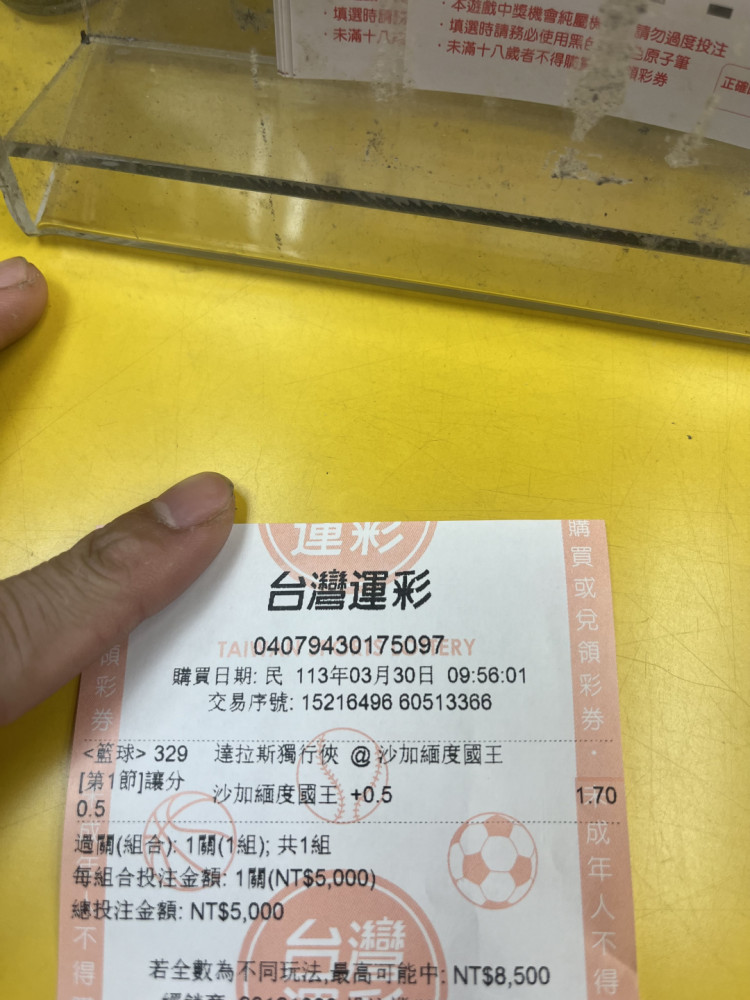 ·本遊戲中獎機會純屬
請勿過度投注
·填選時請
·填選時請務必使用黑
色原子筆
·未滿十八
·未滿十八歲者不得購
領彩券
正確
運彩
台灣運彩
04079430175097
購買日期: 民 113年03月30日 09:56:01
交易序號: 15216496 60513366
<籃球> 329 達拉斯獨行俠 @ 沙加緬度國王
[第1節]讓分
0.5
沙加緬度國王 +0.5
1.70
過關(組合): 1關(1組); 共1組
每組合投注金額: 1關(NT$5,000)
總投注金額: NT$5,000
台灣
若全數為不同玩法,最高可能中: NT$8,500
領彩券
不得
購買或兌領彩券·未成年人不得